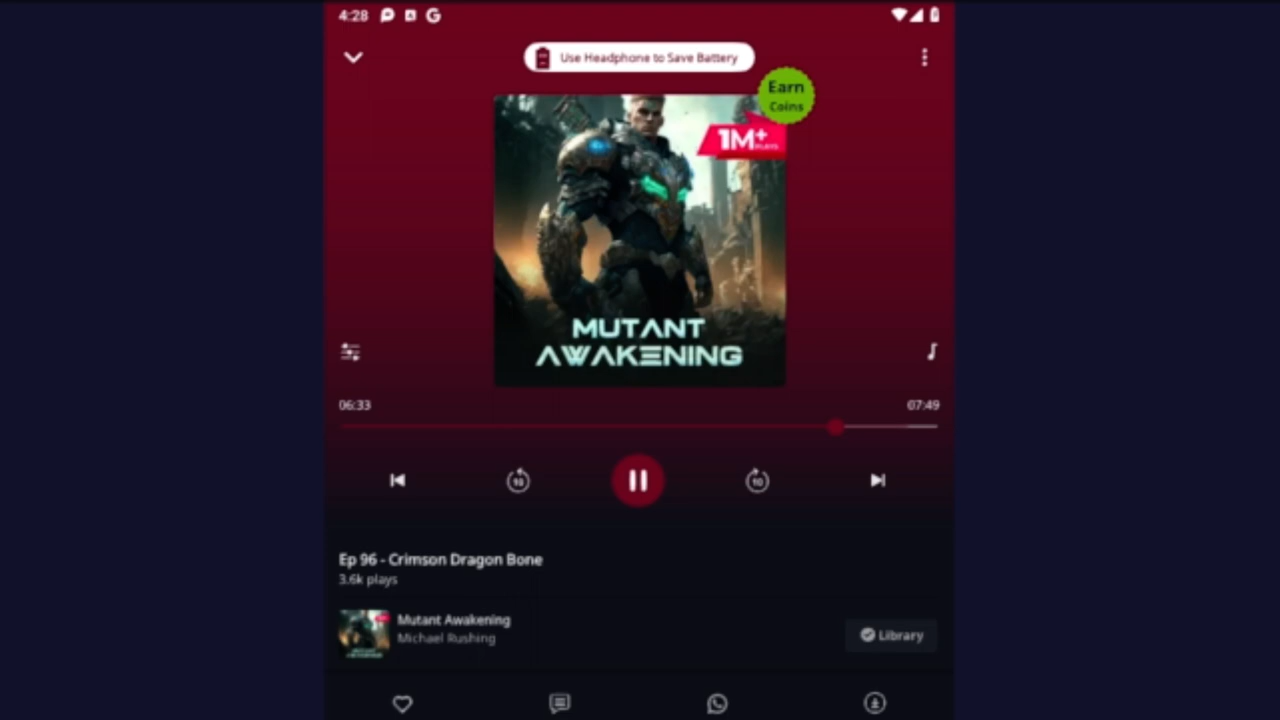 4:28
Use Headphone to Save Battery
Earn
Coins
1M+
PLAYS
MUTANT
AWAKENING
06:33
07:49
10
10
Ep 96 - Crimson Dragon Bone
3.6k plays
Mutant Awakening
Michael Rushing
Library